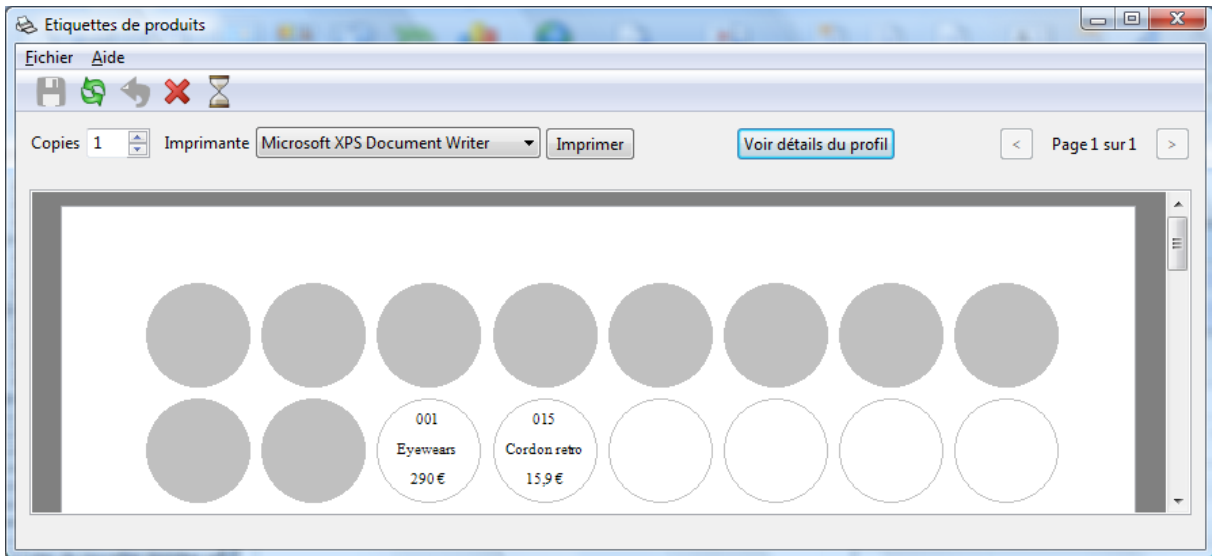 Etiquettes de produits
Fichier Aide
Copies 1 Imprimante Microsoft XPS Document Writer Imprimer Voir détails du profil < Page 1 sur 1 >
001 015
Eyewears Cordon retro
290 € 15,9 €